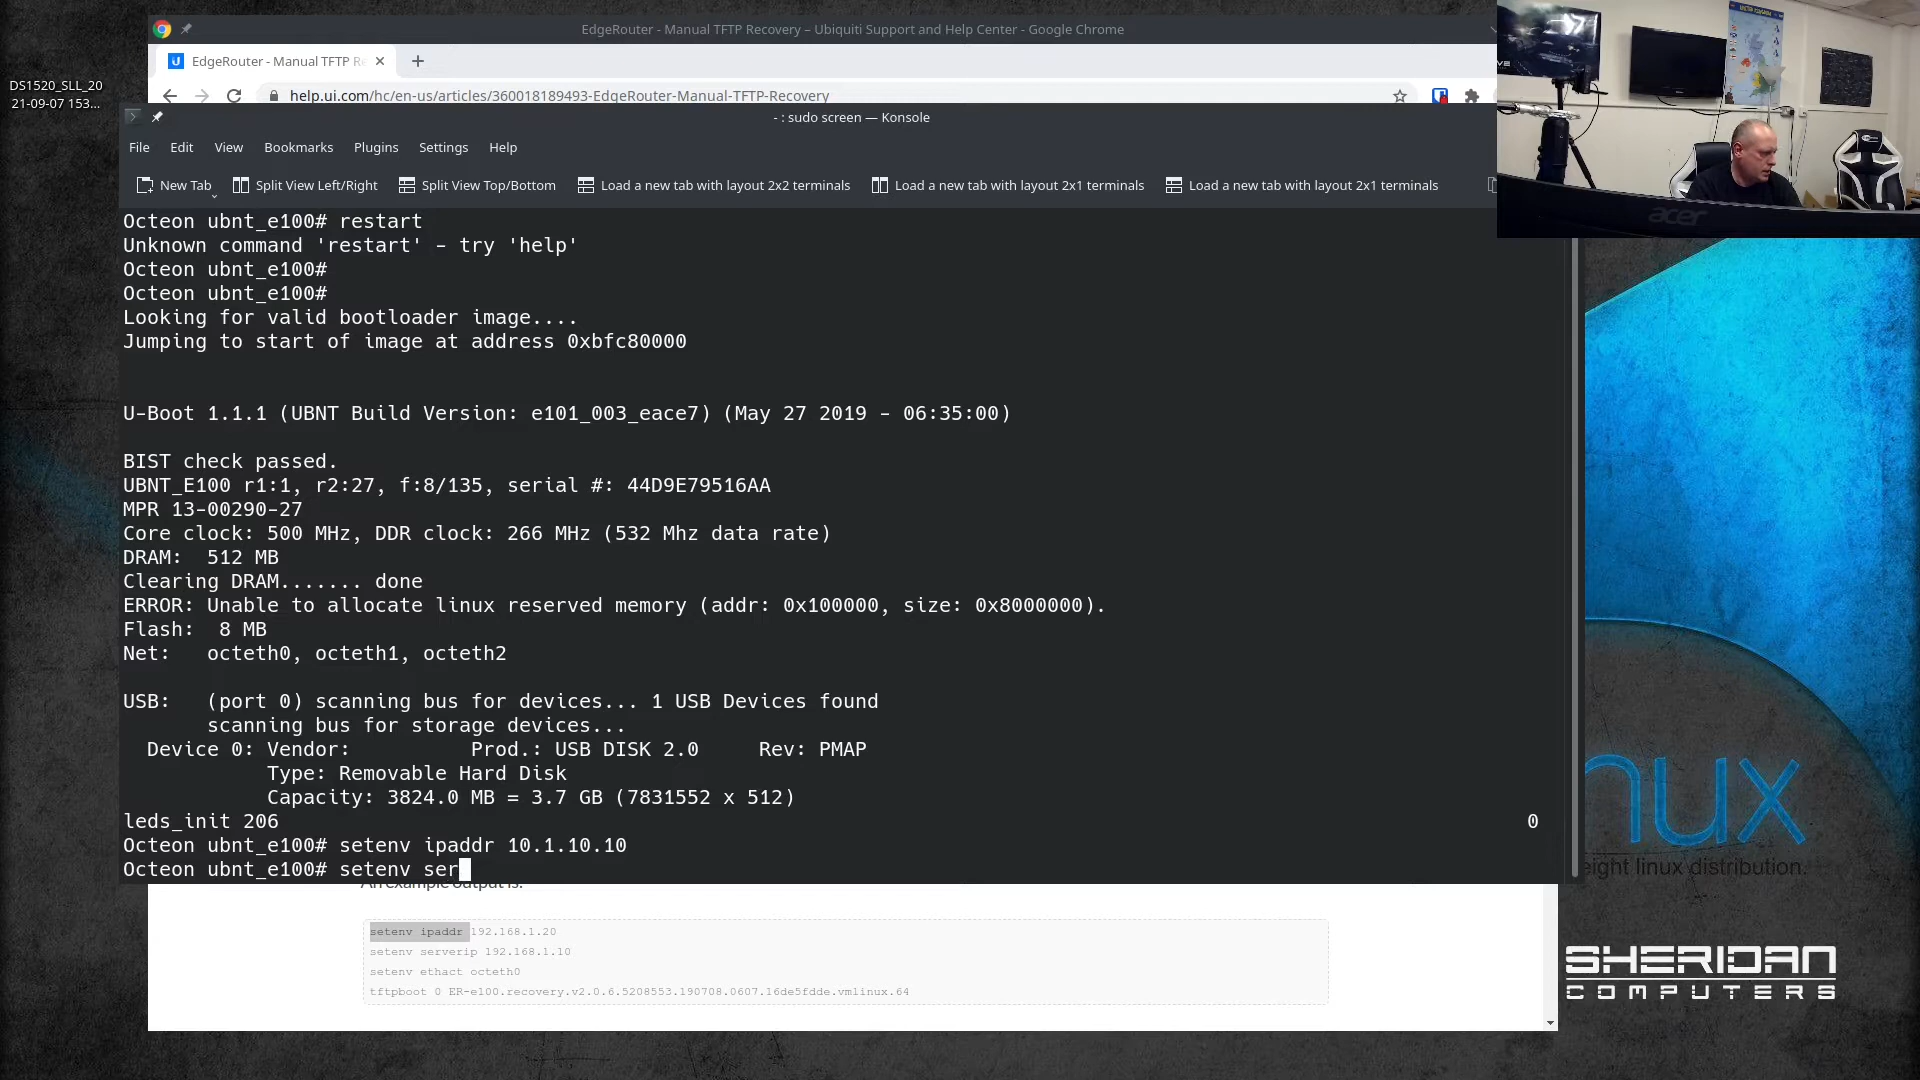 EdgeRouter - Manual TFTP Recovery – Ubiquiti Support and Help Center - Google Chrome
EdgeRouter - Manual TFTP R
DS1520_SLL_20
21-09-07 153...
help.ui.com/hc/en-us/articles/360018189493-EdgeRouter-Manual-TFTP-Recovery
- : sudo screen — Konsole
File Edit View Bookmarks Plugins Settings Help
New Tab Split View Left/Right Split View Top/Bottom Load a new tab with layout 2x2 terminals Load a new tab with layout 2x1 terminals Load a new tab with layout 2x1 terminals
acer
Octeon ubnt_e100# restart
Unknown command 'restart' - try 'help'
Octeon ubnt_e100#
Octeon ubnt_e100#
Looking for valid bootloader image....
Jumping to start of image at address 0xbfc80000
U-Boot 1.1.1 (UBNT Build Version: e101_003_eace7) (May 27 2019 - 06:35:00)
BIST check passed.
UBNT_E100 r1:1, r2:27, f:8/135, serial #: 44D9E79516AA
MPR 13-00290-27
Core clock: 500 MHz, DDR clock: 266 MHz (532 Mhz data rate)
DRAM:  512 MB
Clearing DRAM....... done
ERROR: Unable to allocate linux reserved memory (addr: 0x100000, size: 0x8000000).
Flash:  8 MB
Net:   octeth0, octeth1, octeth2
USB:   (port 0) scanning bus for devices... 1 USB Devices found
scanning bus for storage devices...
Device 0: Vendor:          Prod.: USB DISK 2.0     Rev: PMAP
Type: Removable Hard Disk
Capacity: 3824.0 MB = 3.7 GB (7831552 x 512)
leds_init 206 0
Octeon ubnt_e100# setenv ipaddr 10.1.10.10
Octeon ubnt_e100# setenv ser
nux
eight linux distribution.
An example output is:
setenv ipaddr 192.168.1.20
setenv serverip 192.168.1.10
setenv ethact octeth0
tftpboot 0 ER-e100.recovery.v2.0.6.5208553.190708.0607.16de5fdde.vmlinux.64
SHERIDAN
COMPUTERS